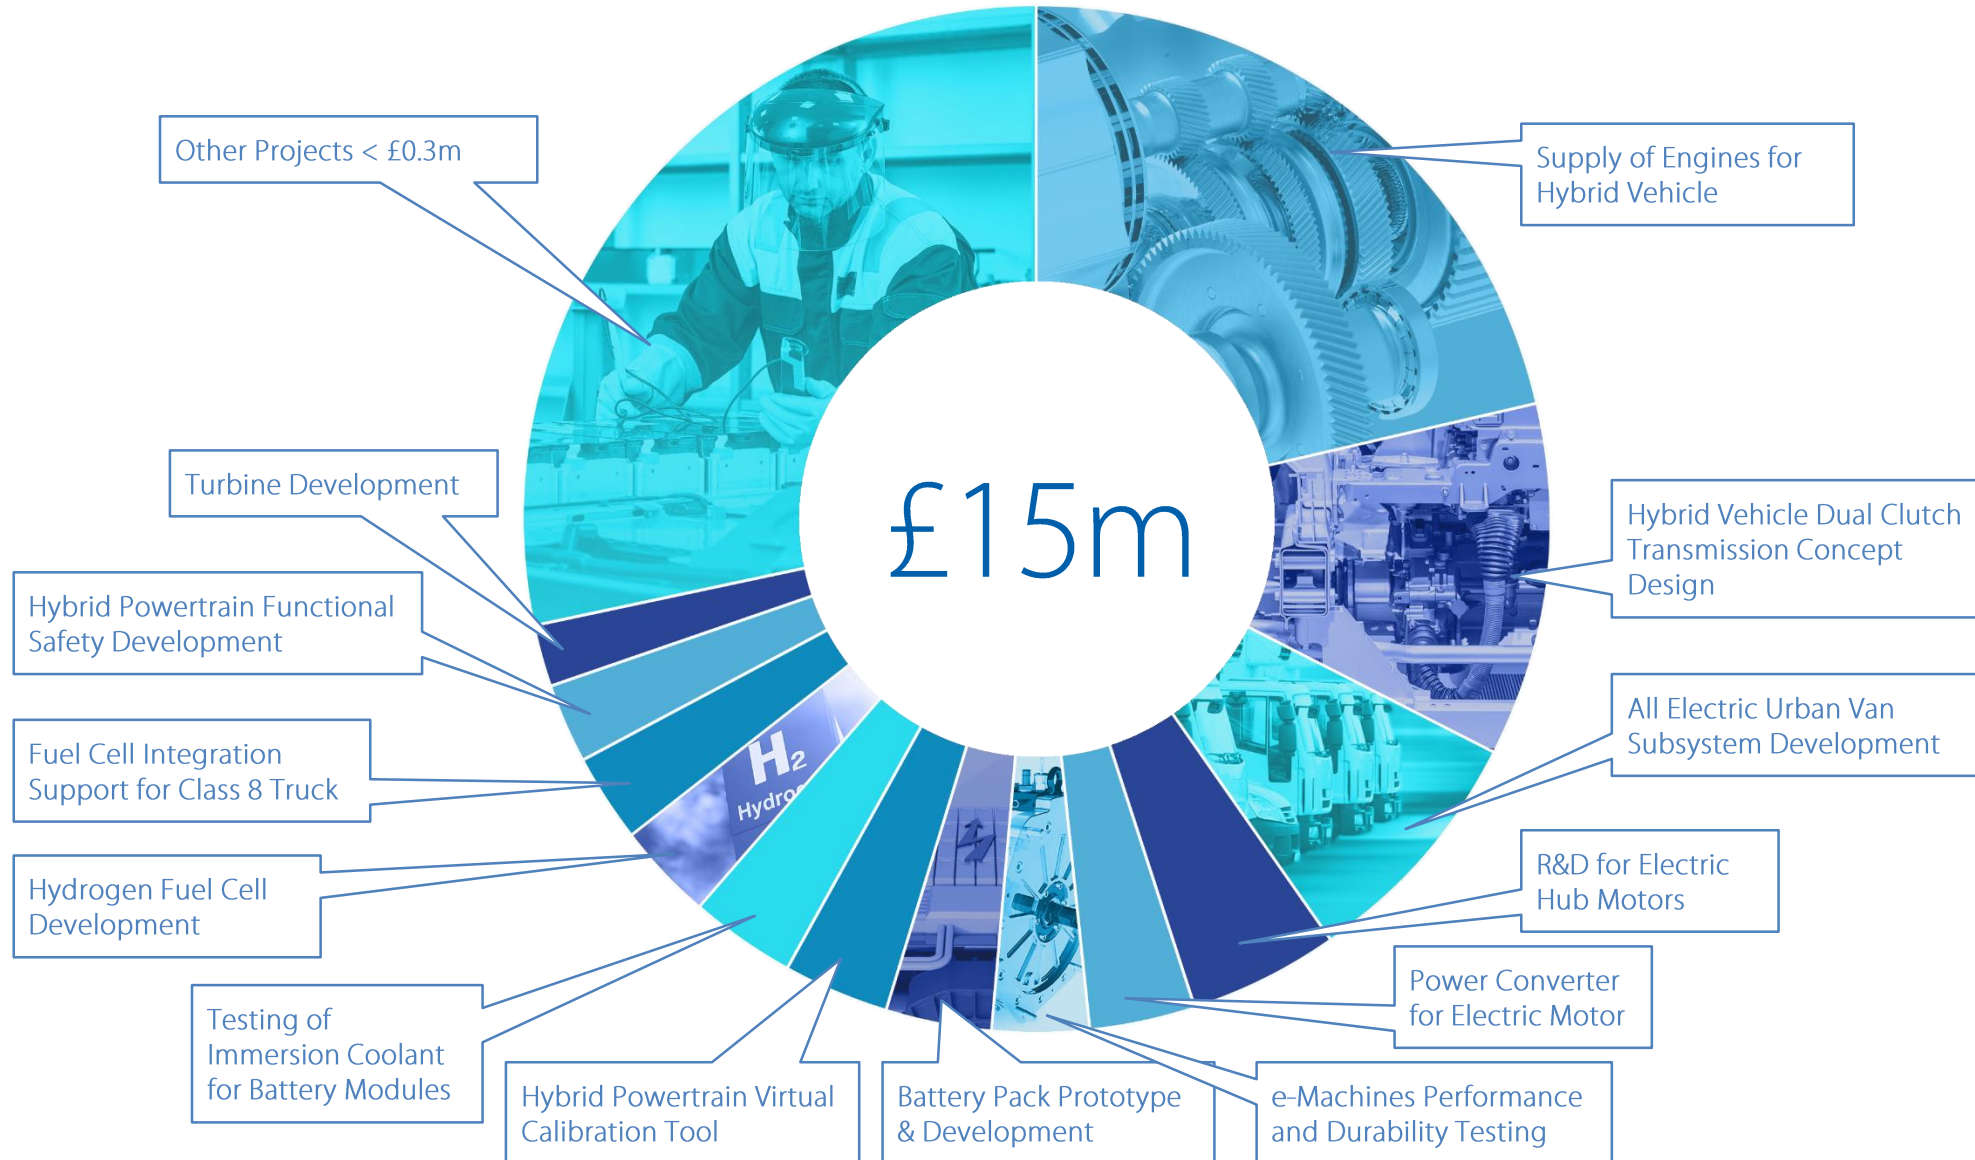 Other Projects < £0.3m
Supply of Engines for
Hybrid Vehicle
£15m
Turbine Development
Hybrid Vehicle Dual Clutch
Transmission Concept
Design
Hybrid Powertrain Functional
Safety Development
All Electric Urban Van
Subsystem Development
Fuel Cell Integration
Support for Class 8 Truck
H2
Hydro
Hydrogen Fuel Cell
Development
R&D for Electric
Hub Motors
Power Converter
for Electric Motor
Testing of
Immersion Coolant
for Battery Modules
Hybrid Powertrain Virtual
Calibration Tool
Battery Pack Prototype
& Development
e-Machines Performance
and Durability Testing